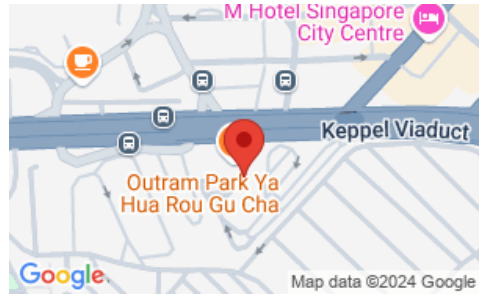 M Hotel Singapore
City Centre
Keppel Viaduct
Outram Park Ya
Hua Rou Gu Cha
Google
Map data ©2024 Google